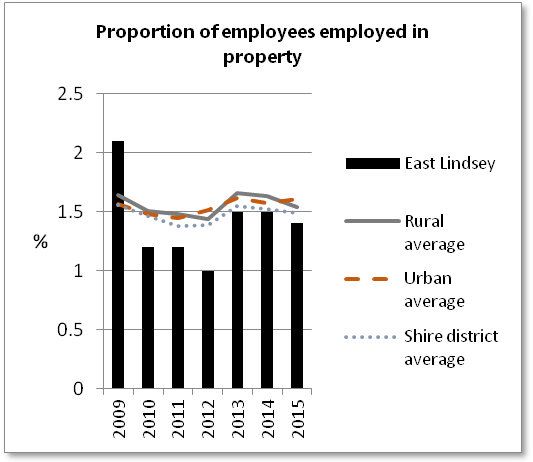 Proportion of employees employed in
property
2.5
2
1.5
1
0.5
0
%
2009
2010
2011
2012
2013
2014
2015
East Lindsey
Rural
average
Urban
average
Shire district
average